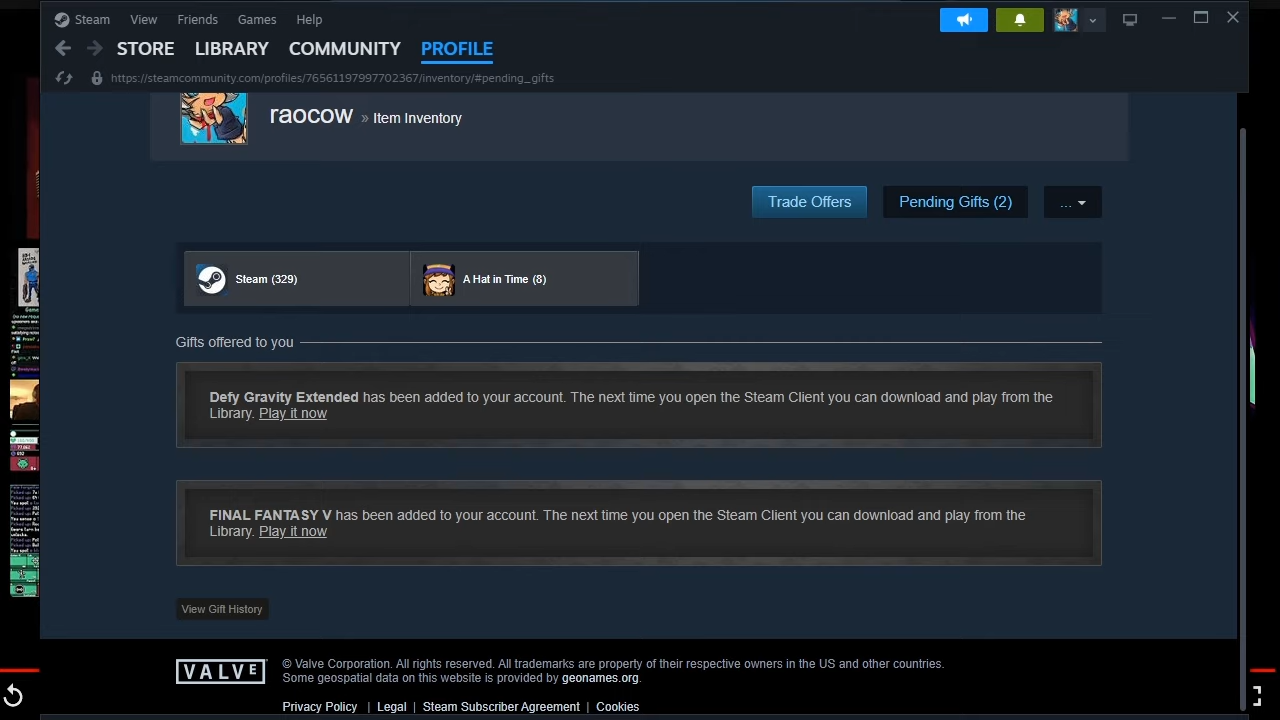 Steam View Friends Games Help
STORE LIBRARY COMMUNITY PROFILE
https://steamcommunity.com/profiles/76561197997702367/inventory/#pending_gifts
raocow » Item Inventory
Trade Offers Pending Gifts (2) ...
Steam (329) A Hat in Time (8)
Gifts offered to you
Defy Gravity Extended has been added to your account. The next time you open the Steam Client you can download and play from the
Library. Play it now
FINAL FANTASY V has been added to your account. The next time you open the Steam Client you can download and play from the
Library. Play it now
View Gift History
VALVE © Valve Corporation. All rights reserved. All trademarks are property of their respective owners in the US and other countries.
Some geospatial data on this website is provided by geonames.org.
Privacy Policy | Legal | Steam Subscriber Agreement | Cookies